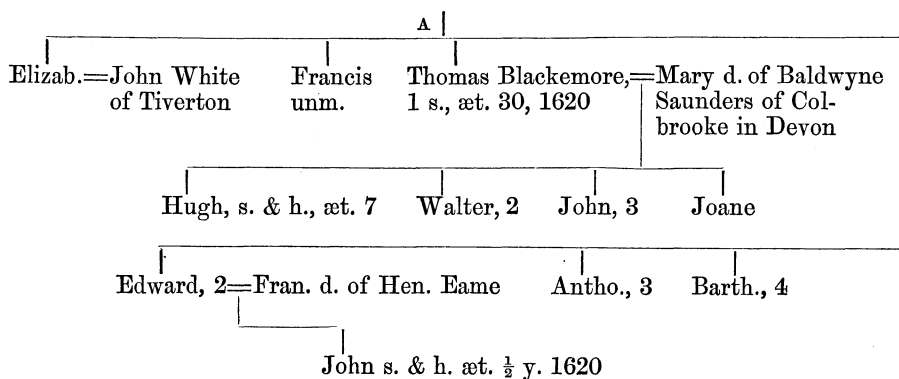 A
Elizab.=John White Francis Thomas Blackemore,=Mary d. of Baldwyne
of Tiverton unm. 1 s., æt. 30, 1620 Saunders of Col-
brooke in Devon
Hugh, s. & h., æt. 7 Walter, 2 John, 3 Joane
Edward, 2=Fran. d. of Hen. Eame Antho., 3 Barth., 4
John s. & h. æt. ½ y. 1620